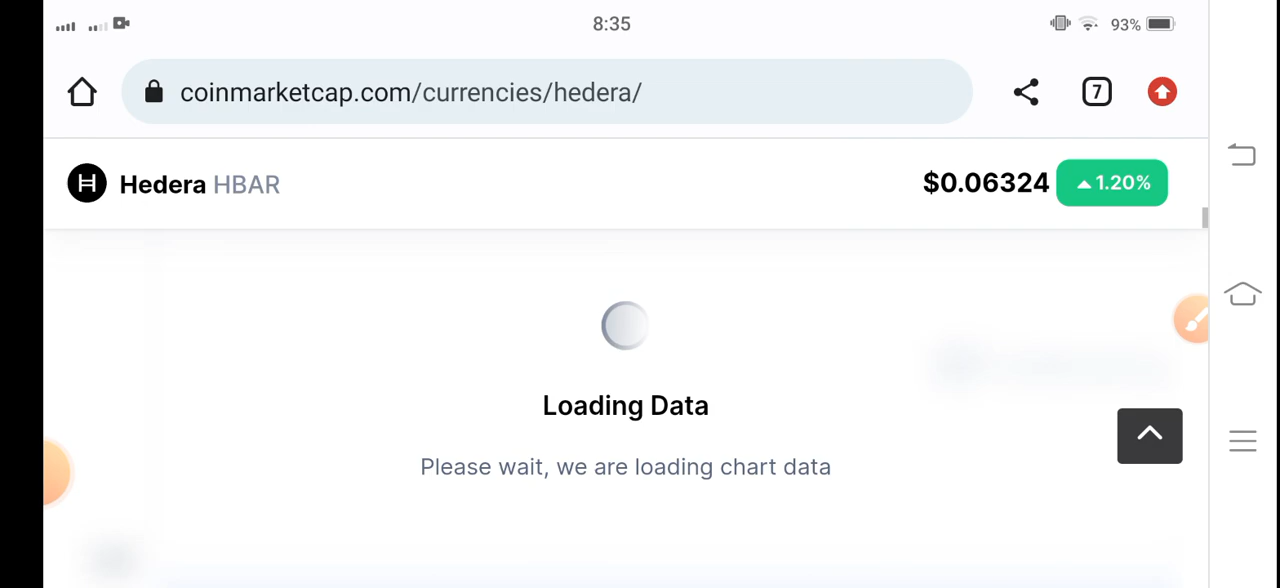 8:35
93%
coinmarketcap.com/currencies/hedera/
7
Hedera HBAR
$0.06324 ▲1.20%
Loading Data
Please wait, we are loading chart data